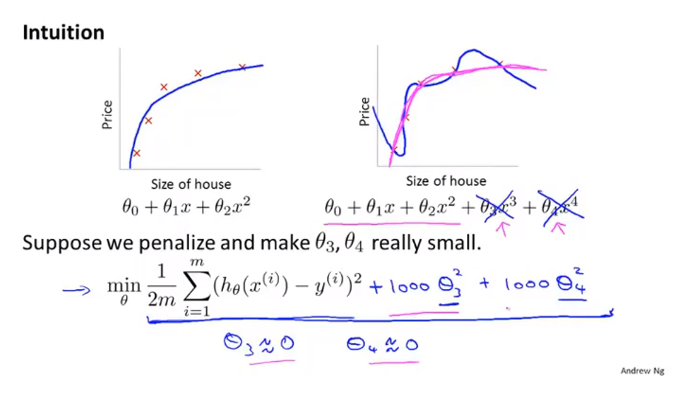 Intuition
Price
Size of house
θ₀ + θ₁x + θ₂x²
Price
Size of house
θ₀ + θ₁x + θ₂x² + θ₃x³ + θ₄x⁴
Suppose we penalize and make θ₃, θ₄ really small.
→ min_θ 1/2m ∑_{i=1}^{m} (h_θ(x^{(i)}) − y^{(i)})² + 1000 θ₃² + 1000 θ₄²
θ₃ ≈ 0 θ₄ ≈ 0
Andrew Ng